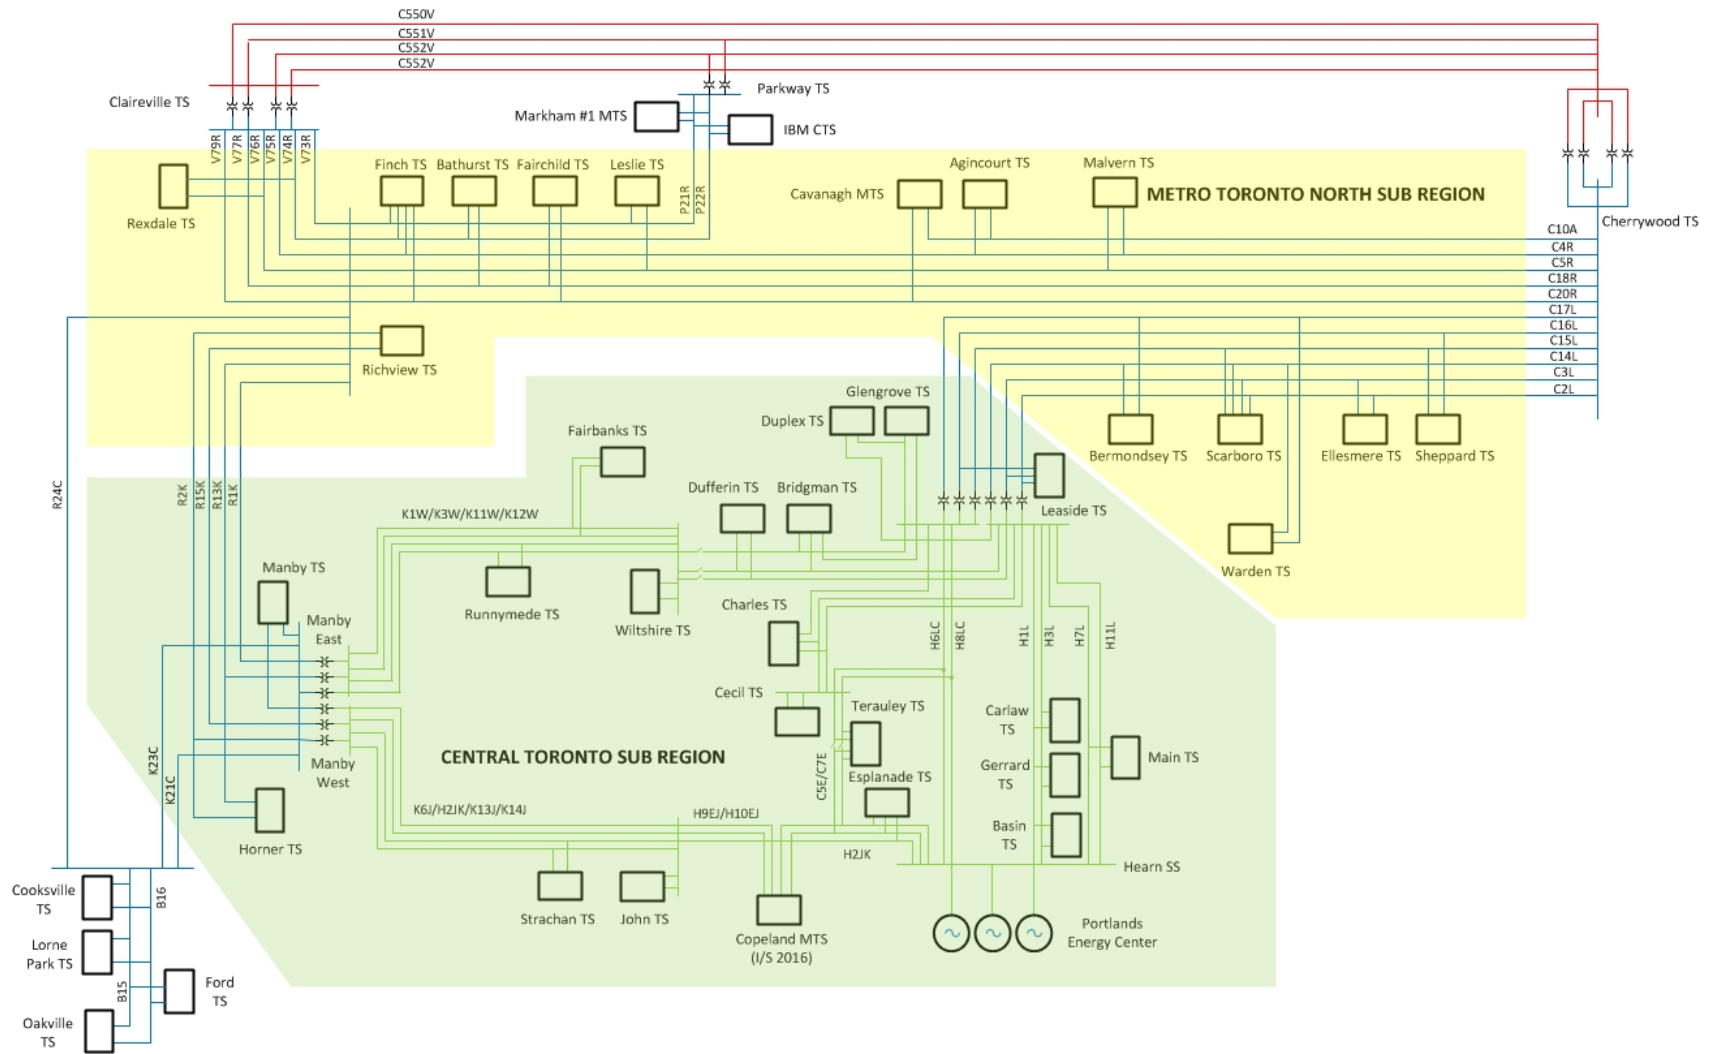 C550V
C551V
C552V
C552V
Claireville TS
Parkway TS
Markham #1 MTS
IBM CTS
V79R
V77R
V76R
V75R
V74R
V73R
Rexdale TS
Finch TS
Bathurst TS
Fairchild TS
Leslie TS
P21R
P22R
Cavanagh MTS
Agincourt TS
Malvern TS
METRO TORONTO NORTH SUB REGION
Cherrywood TS
C10A
C4R
C5R
C18R
C20R
C17L
C16L
C15L
C14L
C3L
C2L
Richview TS
R24C
R2K
R15K
R13K
R1K
Glengrove TS
Duplex TS
Fairbanks TS
Bermondsey TS
Scarboro TS
Ellesmere TS
Sheppard TS
Dufferin TS
Bridgman TS
Leaside TS
K1W/K3W/K11W/K12W
Warden TS
Manby TS
Runnymede TS
Wiltshire TS
Charles TS
Manby
East
H6LC
H8LC
H1L
H3L
H7L
H11L
Cecil TS
Terauley TS
Carlaw
TS
CENTRAL TORONTO SUB REGION
K23C
K21C
Manby
West
C5E/C7E
Esplanade TS
Gerrard
TS
Main TS
K6J/H2JK/K13J/K14J
H9EJ/H10EJ
Basin
TS
Horner TS
H2JK
Hearn SS
Cooksville
TS
B16
Strachan TS
John TS
Copeland MTS
(I/S 2016)
Portlands
Energy Center
Lorne
Park TS
B15
Ford
TS
Oakville
TS